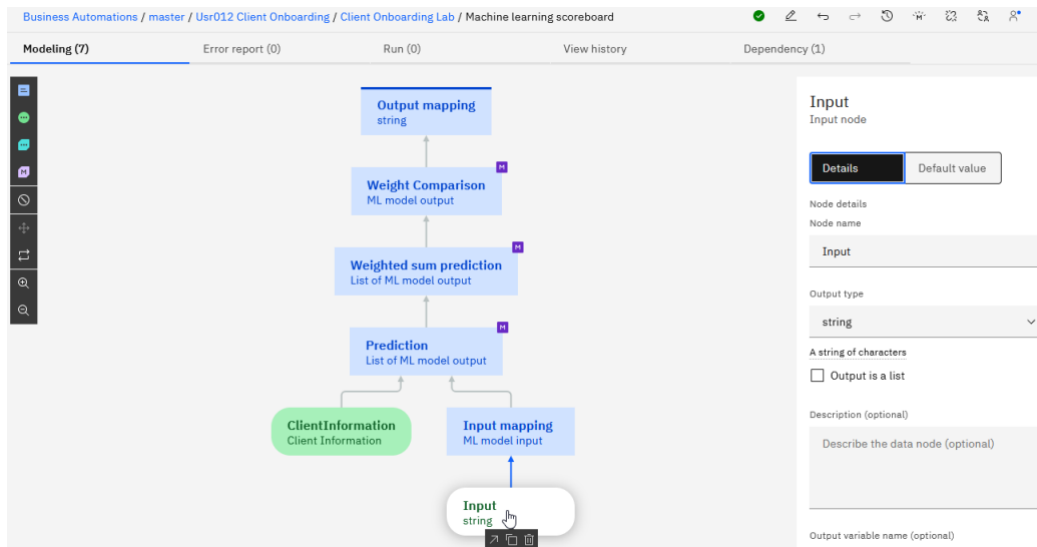 Business Automations / master / Usr012 Client Onboarding / Client Onboarding Lab / Machine learning scoreboard
Modeling (7)
Error report (0)
Run (0)
View history
Dependency (1)
Output mapping
string
M
Weight Comparison
ML model output
M
Weighted sum prediction
List of ML model output
M
Prediction
List of ML model output
ClientInformation
Client Information
Input mapping
ML model input
Input
string
Input
Input node
Details
Default value
Node details
Node name
Input
Output type
string
A string of characters
Output is a list
Description (optional)
Describe the data node (optional)
Output variable name (optional)